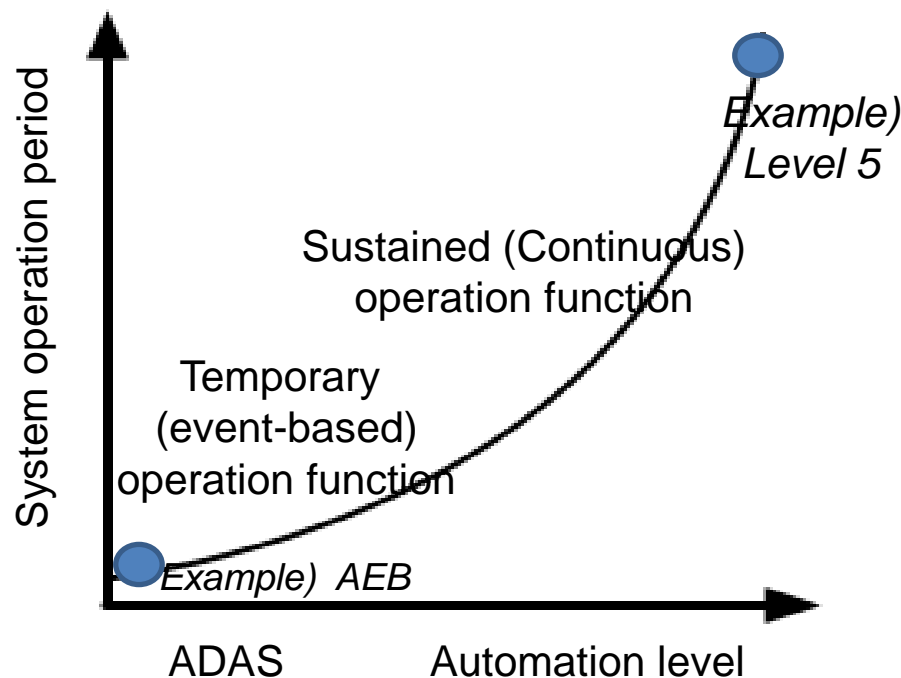 System operation period
Example)
Level 5
Sustained (Continuous)
operation function
Temporary
(event-based)
operation function
Example)  AEB
ADAS
Automation level